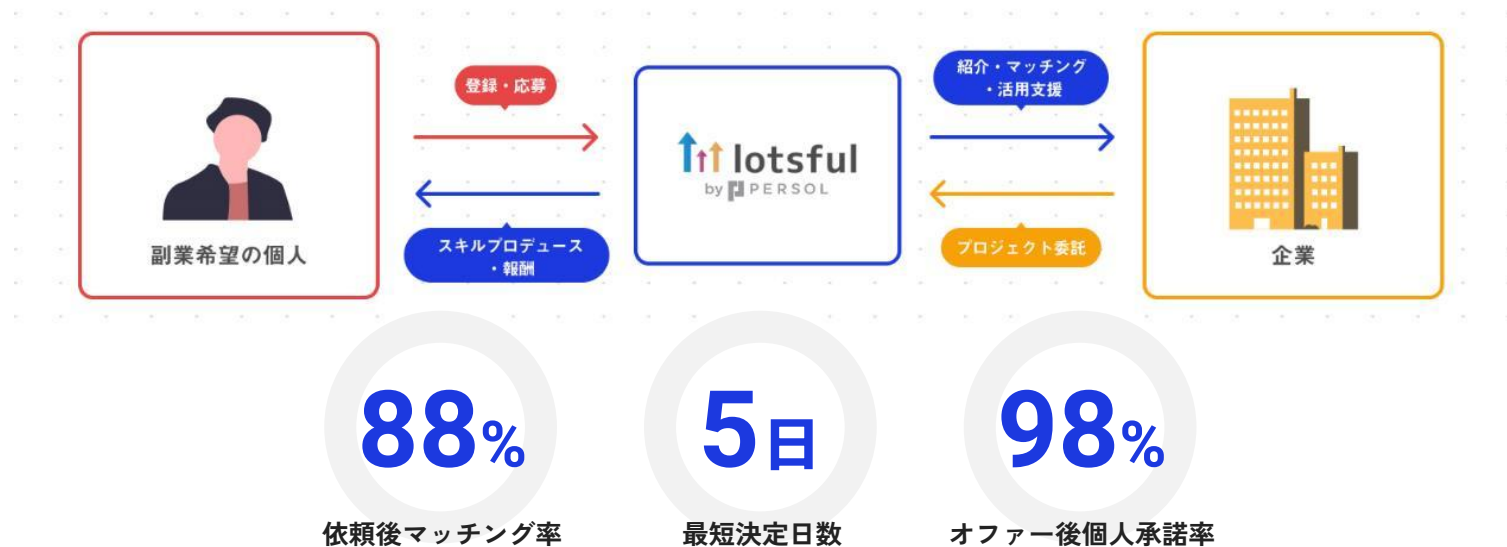 登録・応募
紹介・マッチング
・活用支援
lotsful
by PERSOL
スキルプロデュース
・報酬
プロジェクト委託
副業希望の個人
企業
88%
5日
98%
依頼後マッチング率
最短決定日数
オファー後個人承諾率